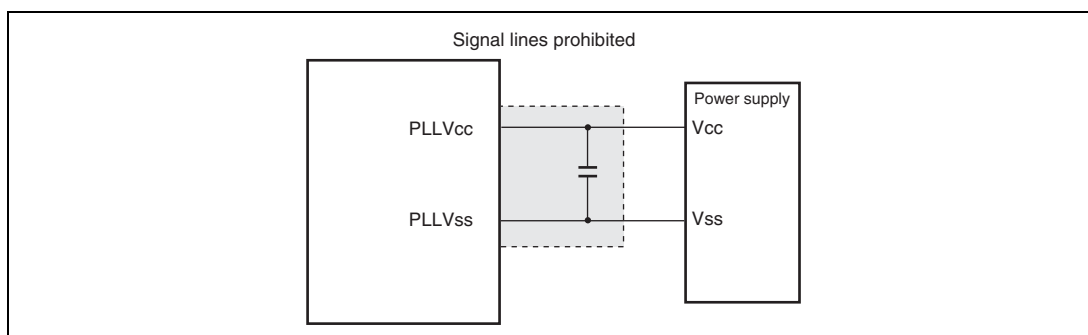 Signal lines prohibited
Power supply
PLLVcc
Vcc
PLLVss
Vss